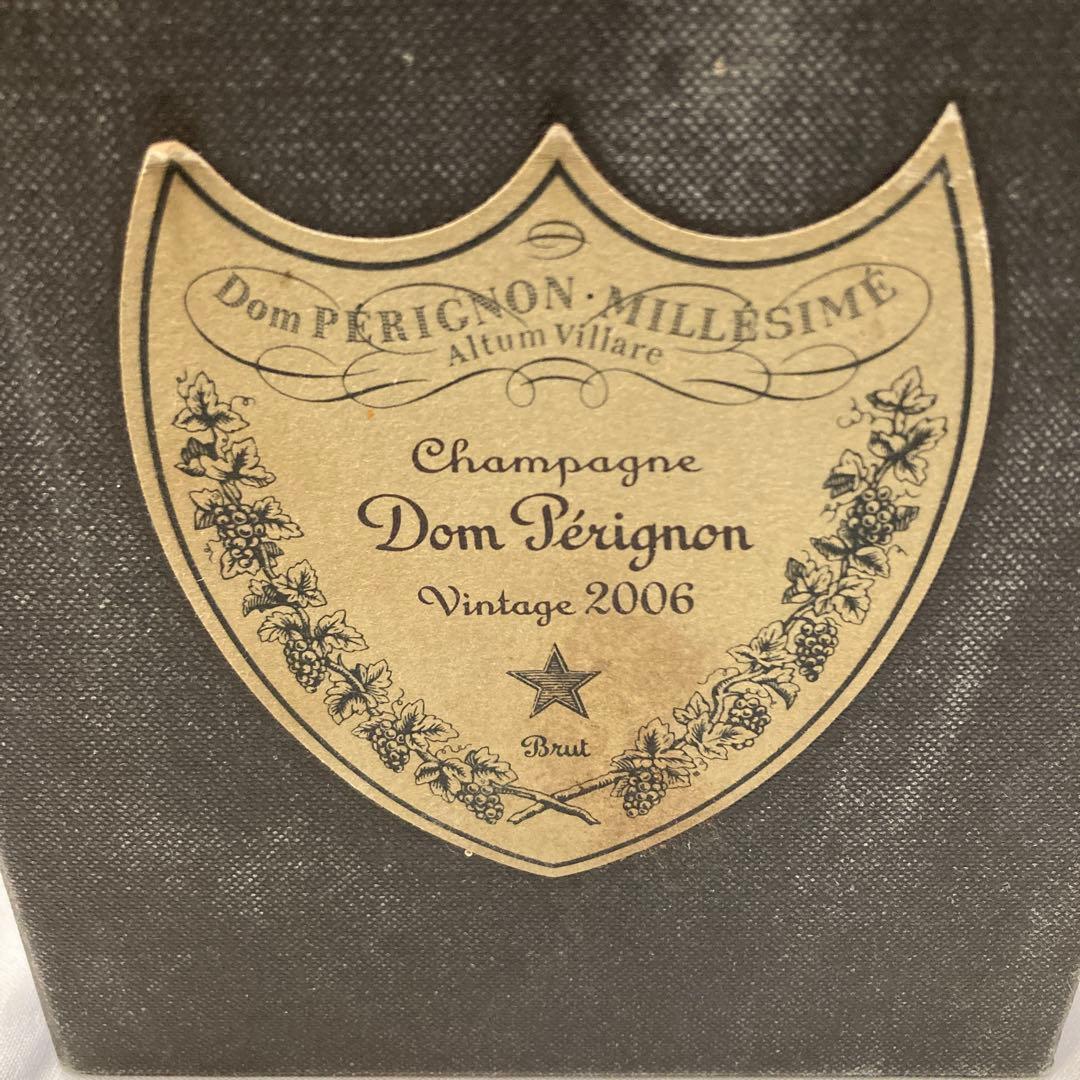 Dom PÉRIGNON · MILLÉSIMÉ
Altum Villare
Champagne
Dom Pérignon
Vintage 2006
Brut